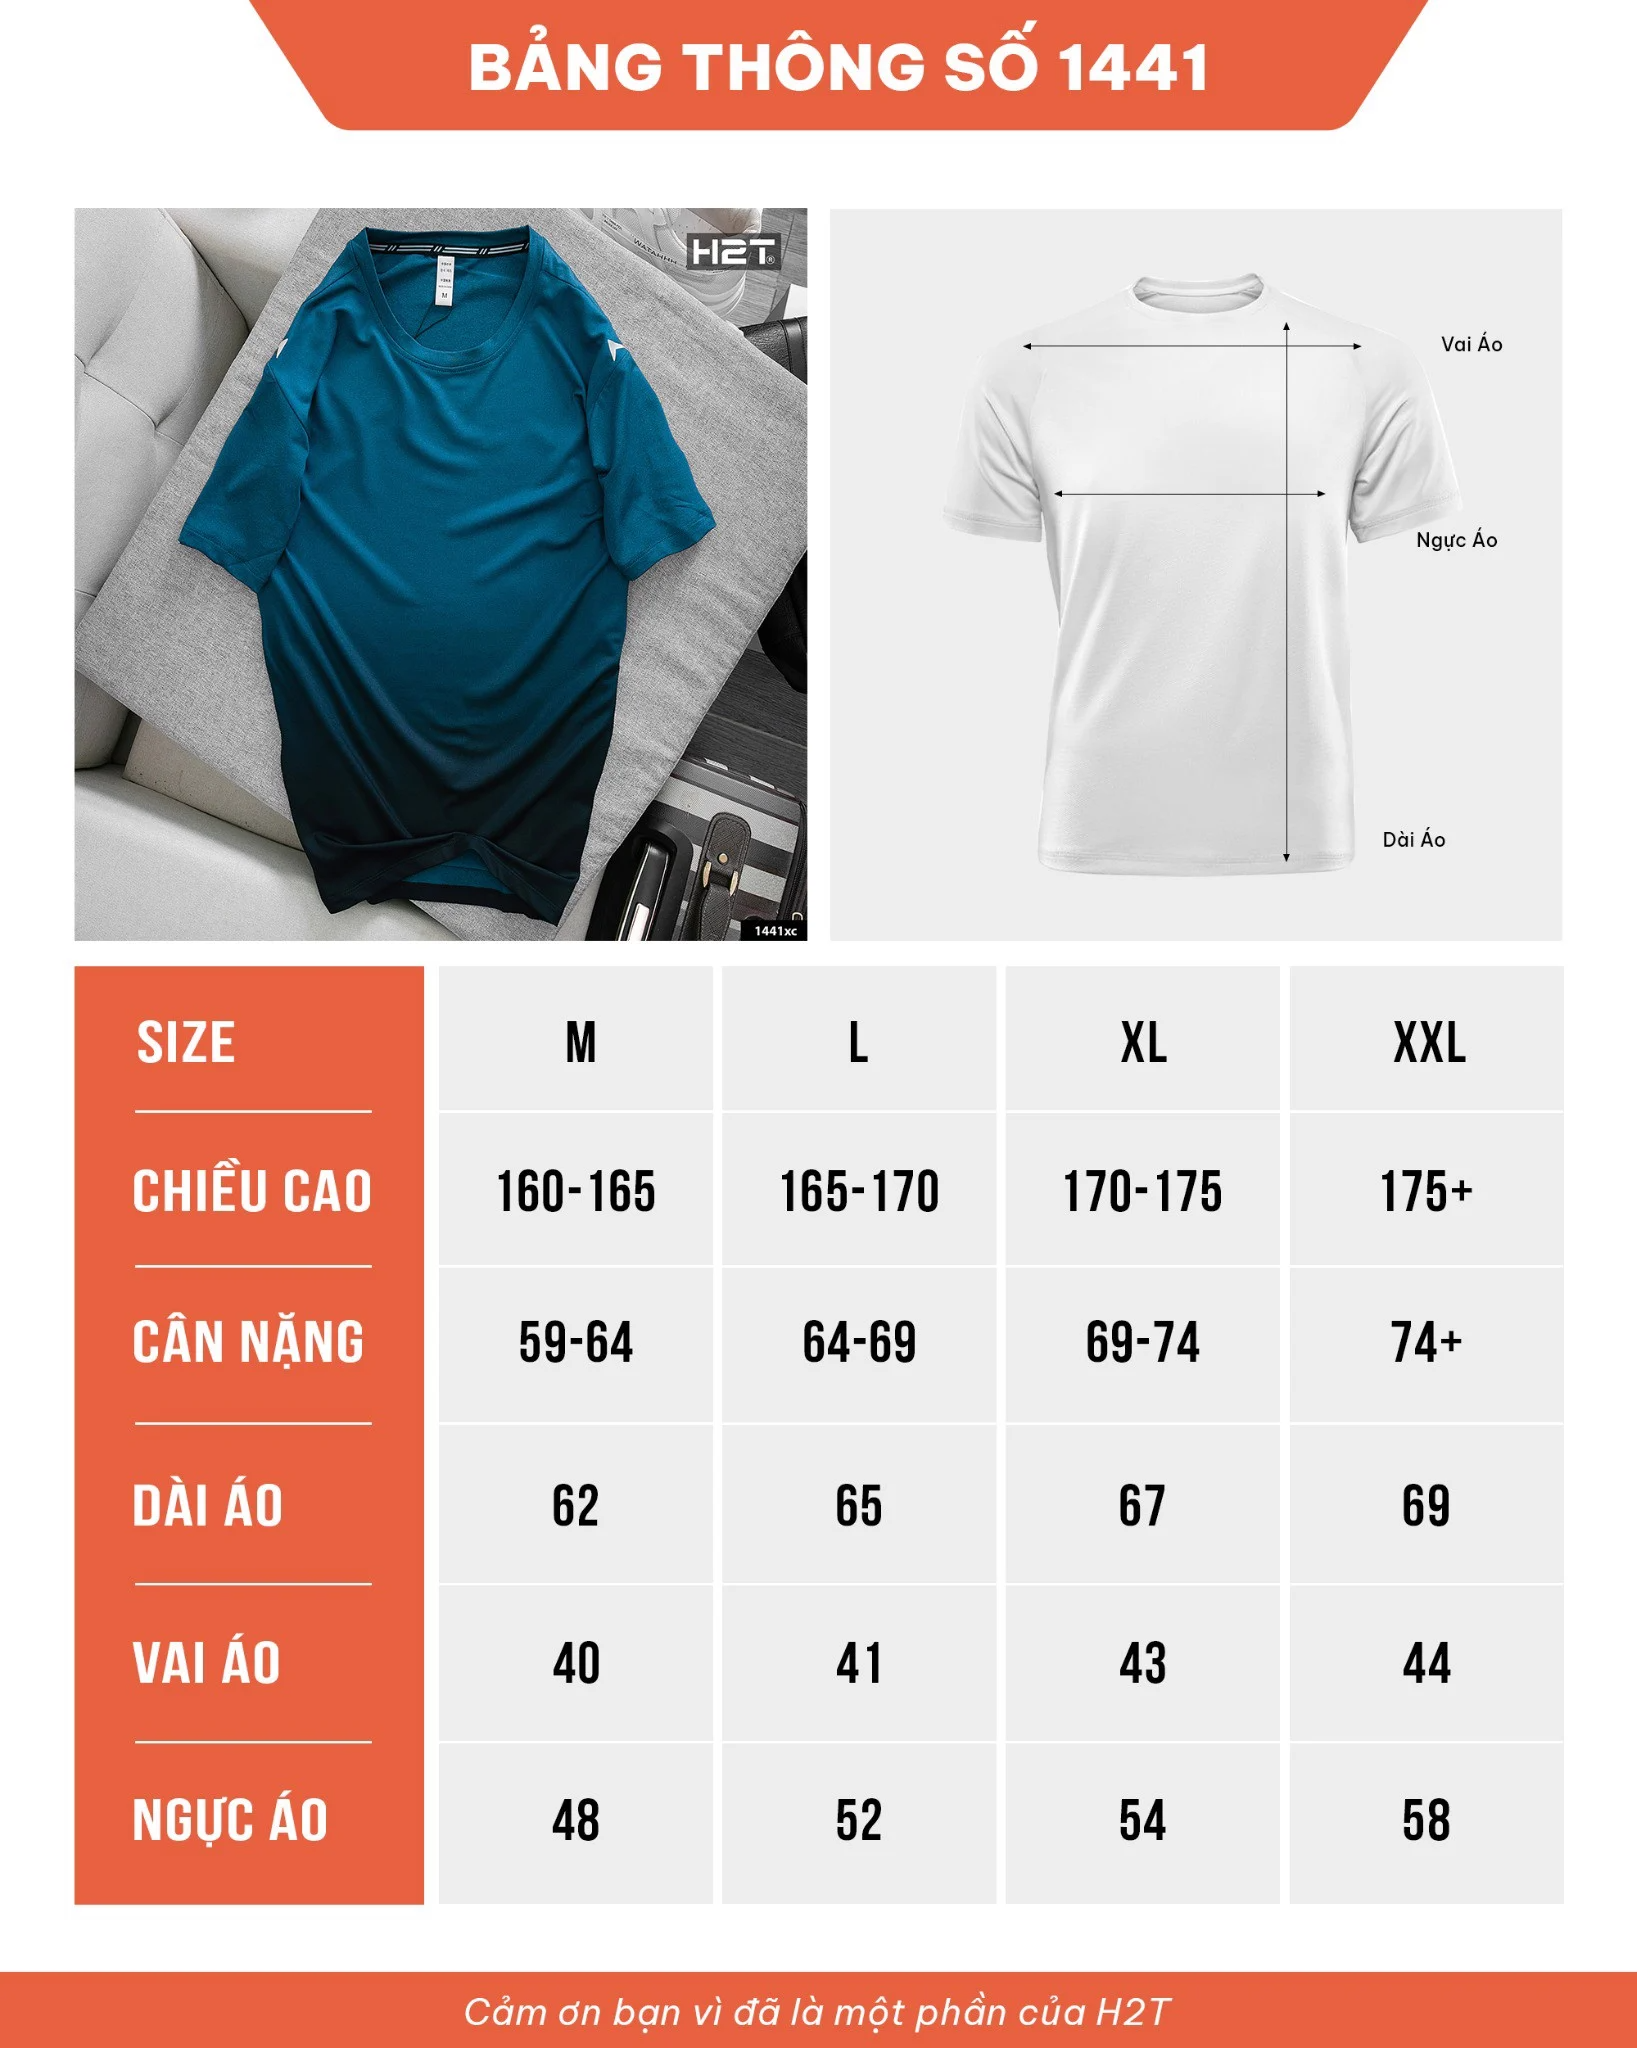 BẢNG THÔNG SỐ 1441
H2T®
WATAHHH
M
1441xc
Vai Áo
Ngực Áo
Dài Áo
SIZE M L XL XXL
CHIỀU CAO 160-165 165-170 170-175 175+
CÂN NẶNG 59-64 64-69 69-74 74+
DÀI ÁO 62 65 67 69
VAI ÁO 40 41 43 44
NGỰC ÁO 48 52 54 58
Cảm ơn bạn vì đã là một phần của H2T